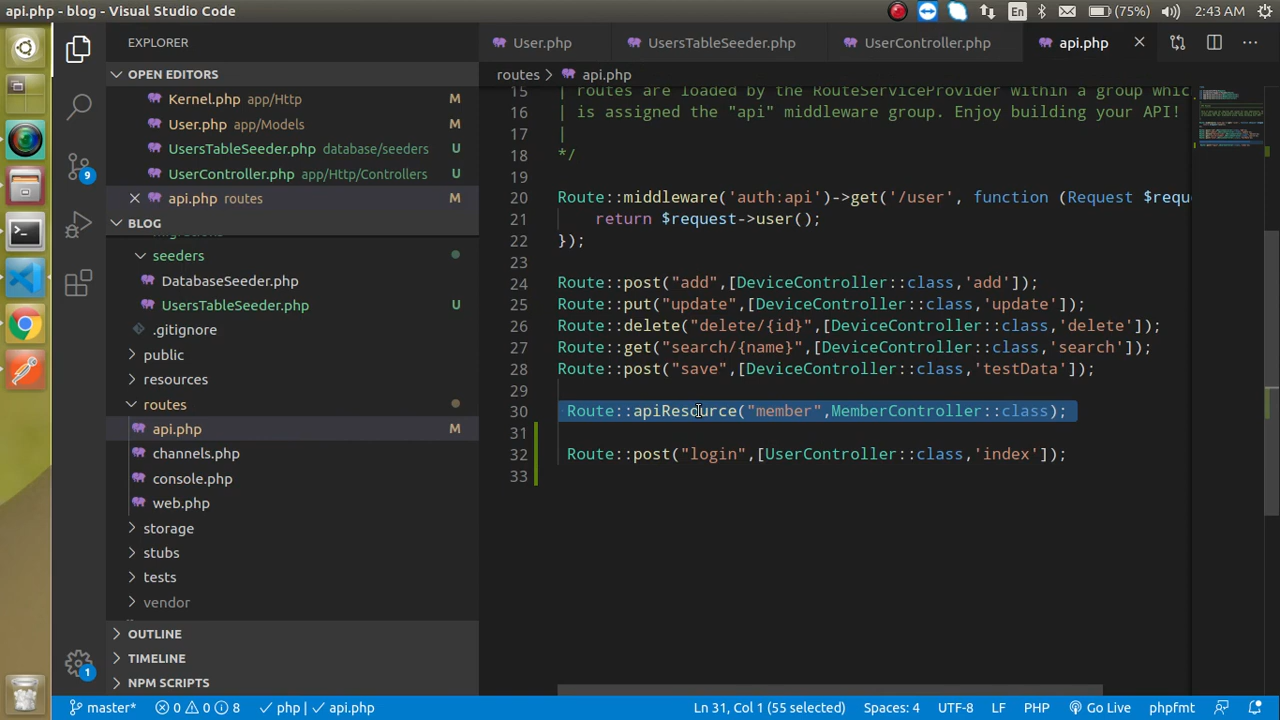 api.php - blog - Visual Studio Code
En
(75%)
2:43 AM
EXPLORER
User.php
UsersTableSeeder.php
UserController.php
api.php
OPEN EDITORS
routes > api.php
Kernel.php app/Http M
User.php app/Models M
UsersTableSeeder.php database/seeders U
UserController.php app/Http/Controllers U
api.php routes M
BLOG
seeders
DatabaseSeeder.php
UsersTableSeeder.php U
.gitignore
public
resources
routes
api.php M
channels.php
console.php
web.php
storage
stubs
tests
vendor
OUTLINE
TIMELINE
NPM SCRIPTS
15 | routes are loaded by the RouteServiceProvider within a group whic
16 | is assigned the "api" middleware group. Enjoy building your API!
17 |
18 */
19
20 Route::middleware('auth:api')->get('/user', function (Request $reque
21 return $request->user();
22 });
23
24 Route::post("add",[DeviceController::class,'add']);
25 Route::put("update",[DeviceController::class,'update']);
26 Route::delete("delete/{id}",[DeviceController::class,'delete']);
27 Route::get("search/{name}",[DeviceController::class,'search']);
28 Route::post("save",[DeviceController::class,'testData']);
29
30 Route::apiResource("member",MemberController::class);
31
32 Route::post("login",[UserController::class,'index']);
33
9
1
master* 0 0 8 php | api.php
Ln 31, Col 1 (55 selected) Spaces: 4 UTF-8 LF PHP Go Live phpfmt